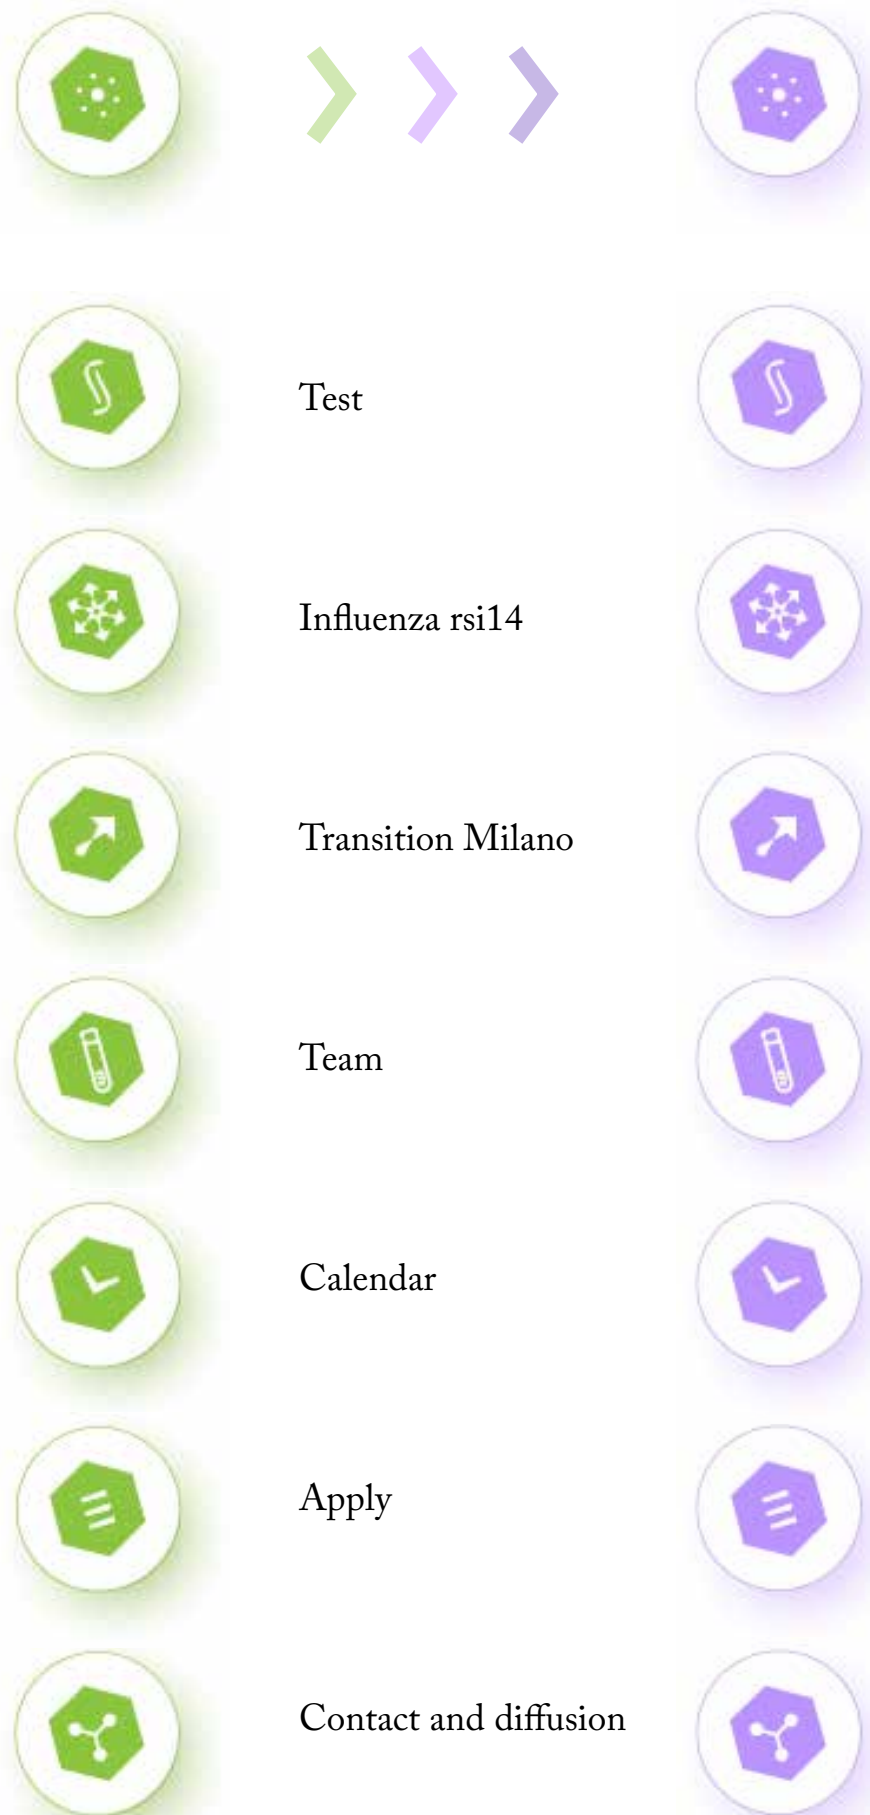 Test
Influenza rsi14
Transition Milano
Team
Calendar
Apply
Contact and diffusion